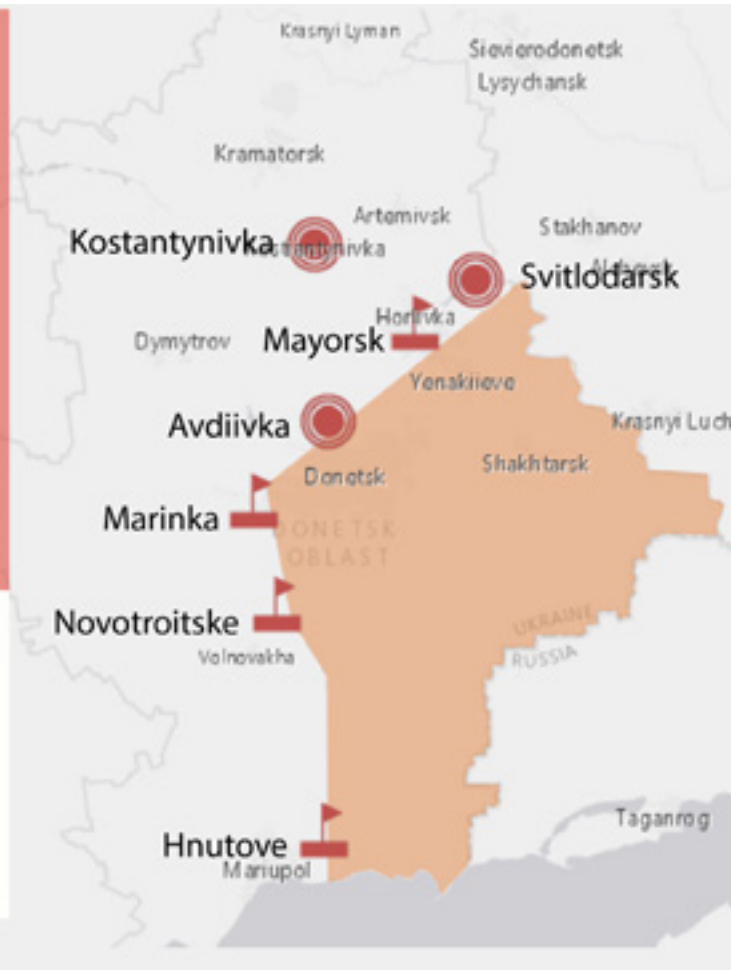 Krasnyi Lyman
Sievierodonetsk
Lysychansk
Kramatorsk
Artemivsk
Stakhanov
Kostantynivka
Svitlodarsk
Horlivka
Dymytrov
Mayorsk
Yenakiieve
Krasnyi Luch
Avdiivka
Shakhtarsk
Donetsk
Marinka
DONETSK
OBLAST
Novotroitske
UKRAINE
RUSSIA
Volnovakha
Taganrog
Hnutove
Mariupol